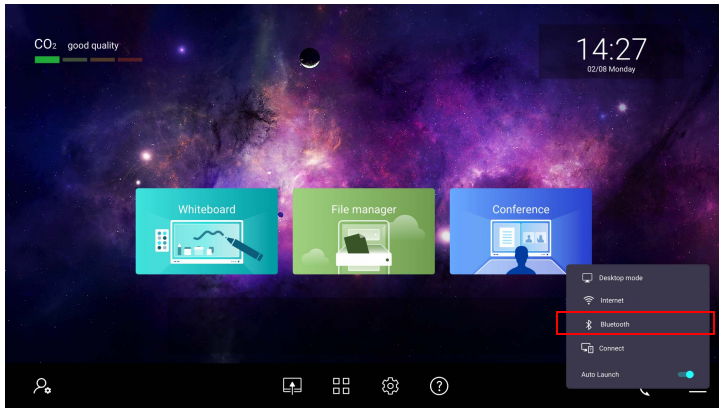 CO₂ good quality
14:27
02/08 Monday
Whiteboard
File manager
Conference
Desktop mode
Internet
Bluetooth
Connect
Auto Launch
?